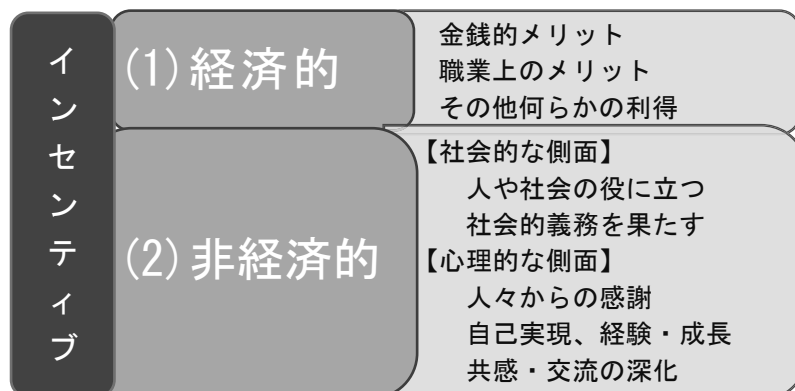 インセンティブ
(1)経済的
金銭的メリット
職業上のメリット
その他何らかの利得
(2)非経済的
【社会的な側面】
人や社会の役に立つ
社会的義務を果たす
【心理的な側面】
人々からの感謝
自己実現、経験・成長
共感・交流の深化